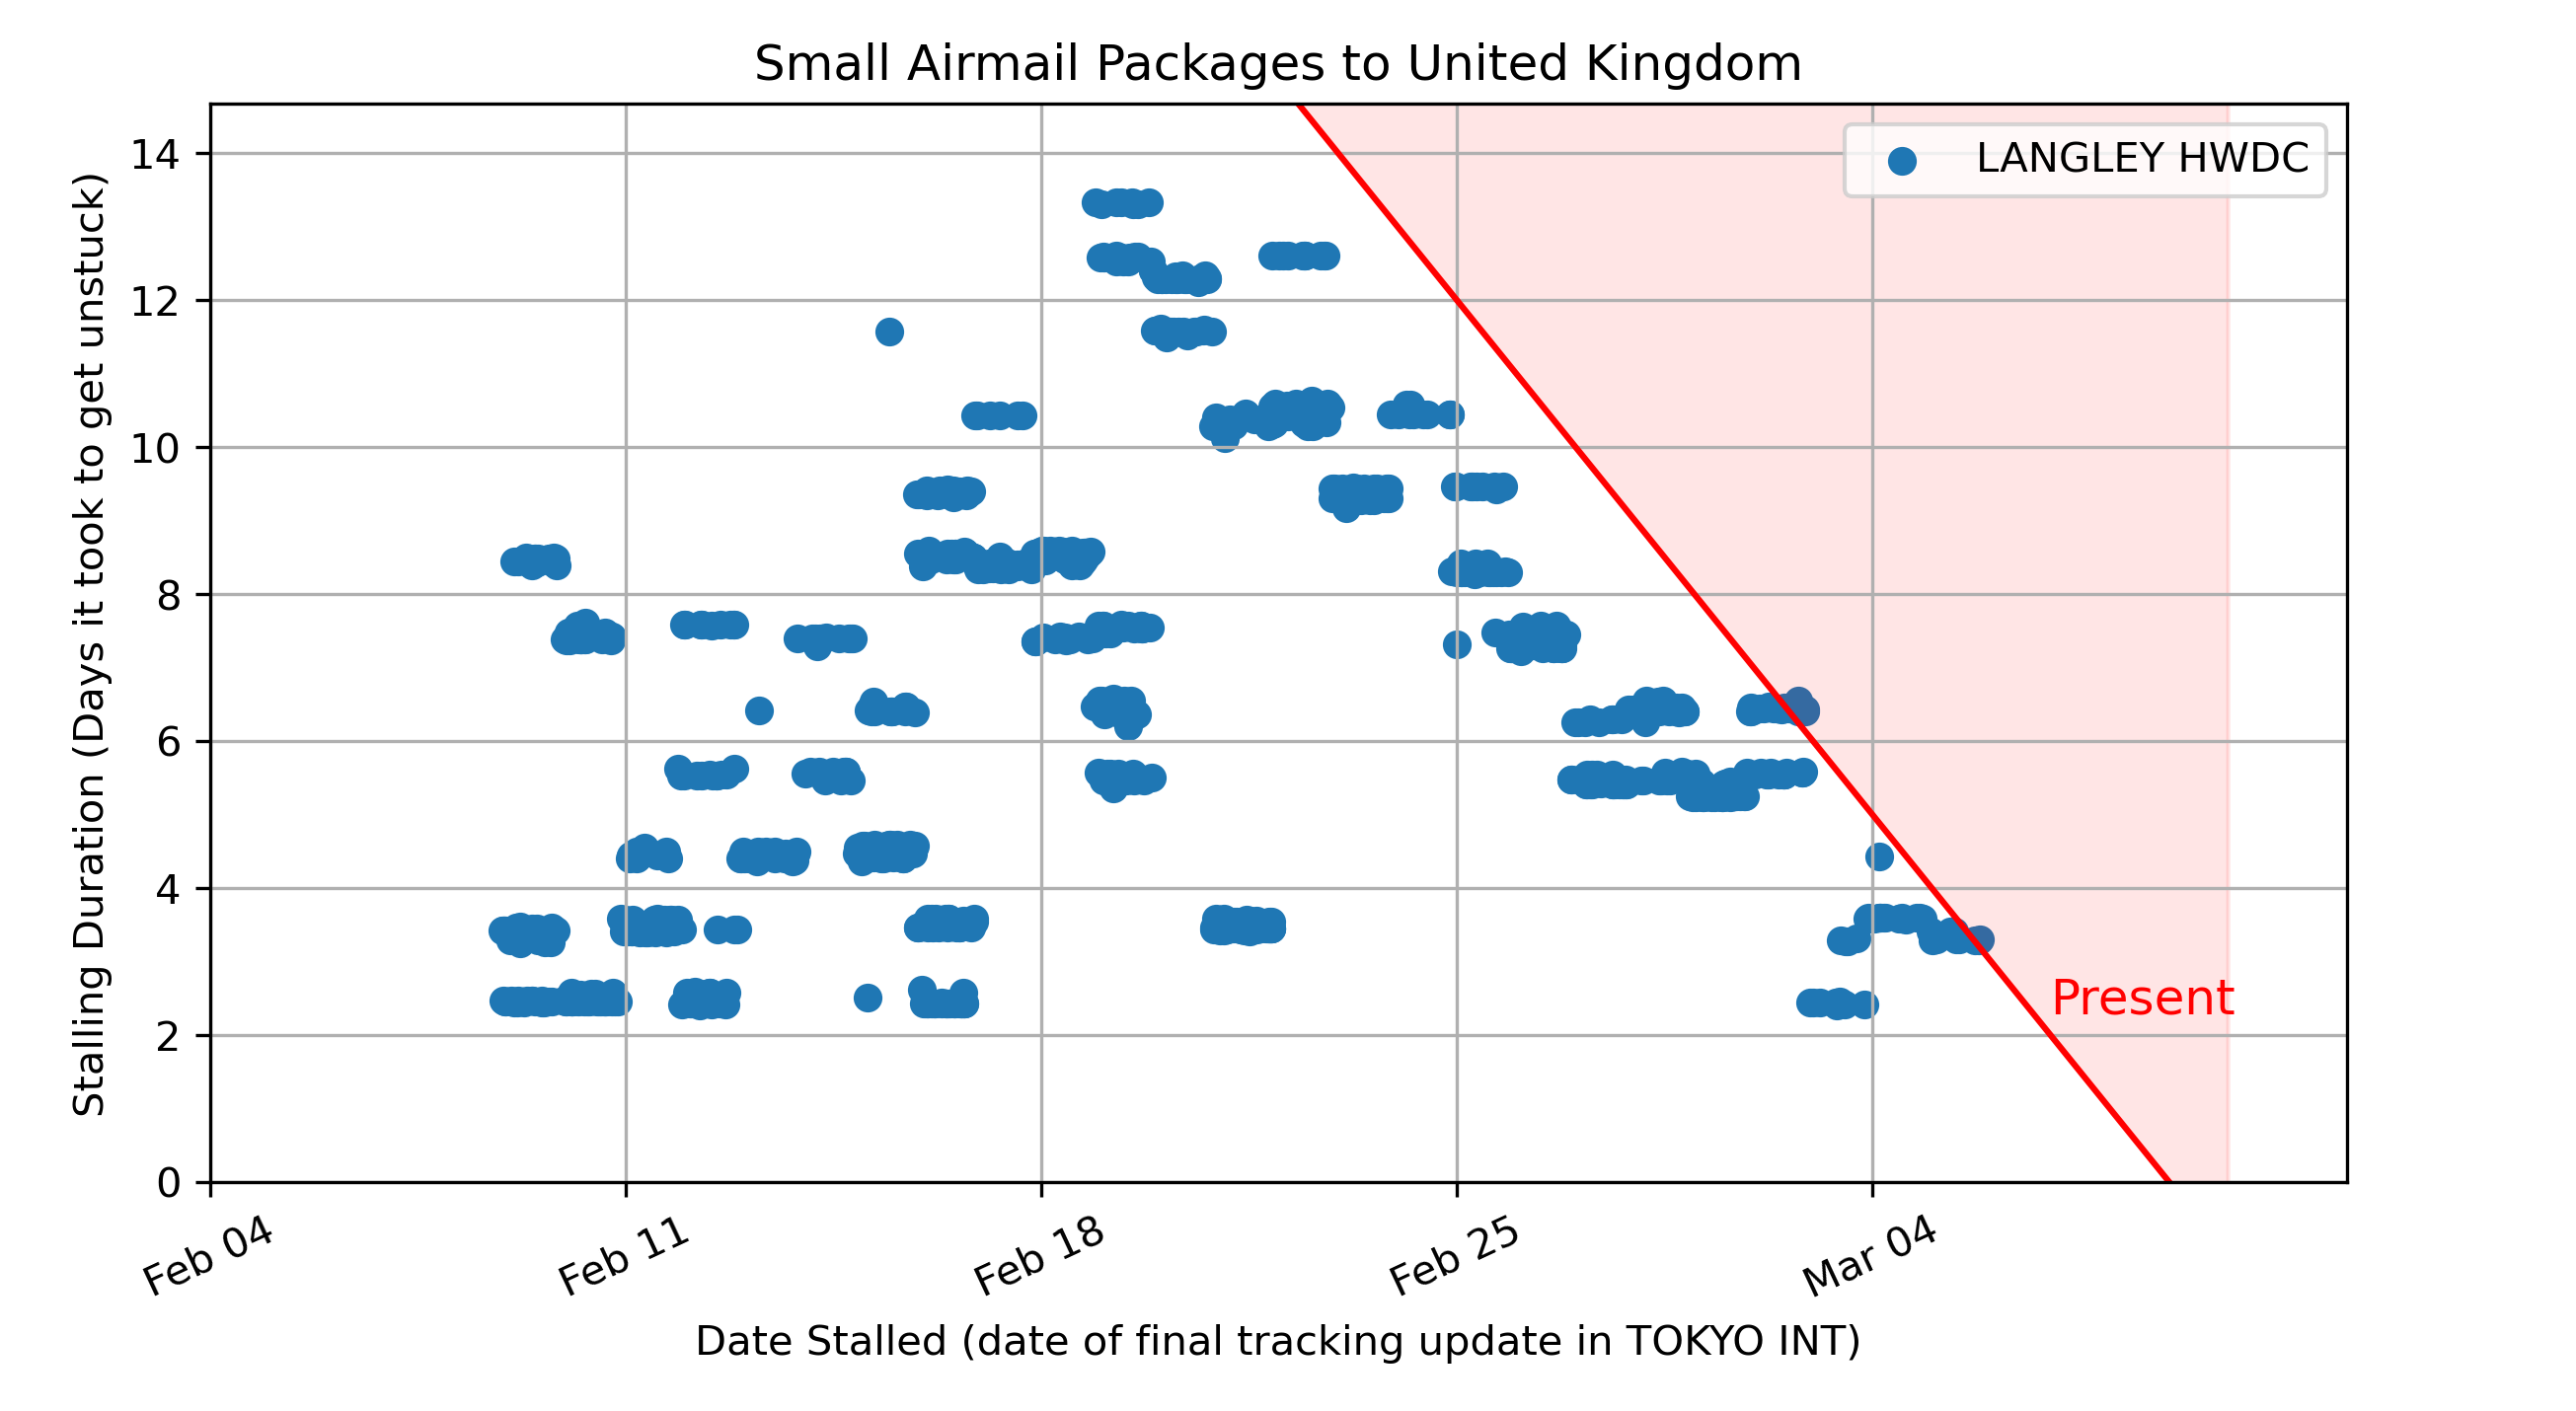 Small Airmail Packages to United Kingdom
LANGLEY HWDC
Stalling Duration (Days it took to get unstuck)
14
12
10
8
6
4
2
0
Present
Feb 04
Feb 11
Feb 18
Feb 25
Mar 04
Date Stalled (date of final tracking update in TOKYO INT)